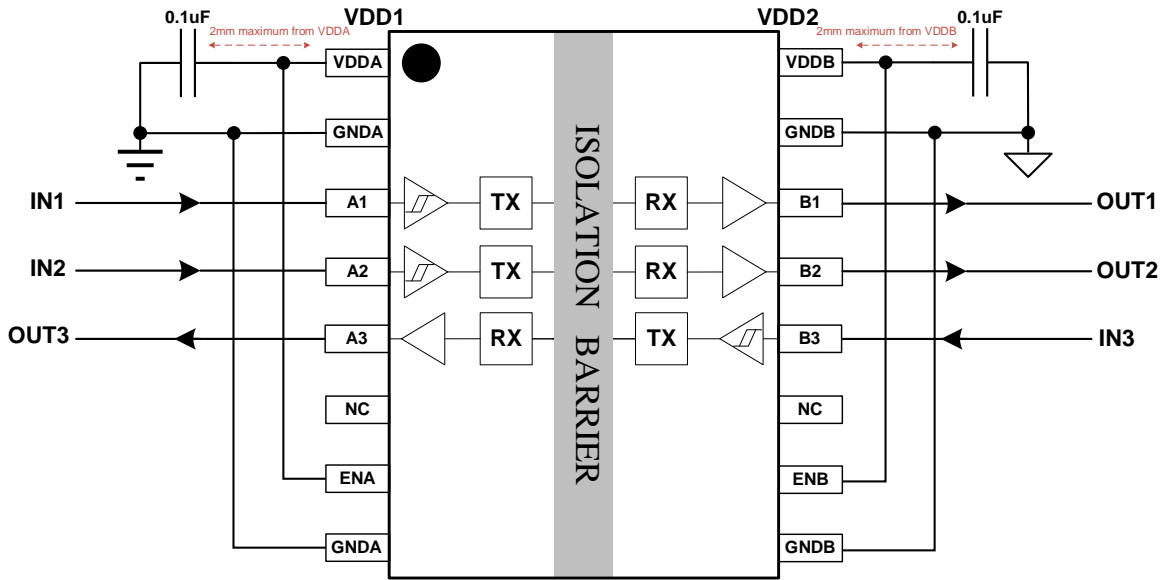 0.1uF
VDD1
VDD2
0.1uF
2mm maximum from VDDA
2mm maximum from VDDB
VDDA
VDDB
GNDA
GNDB
IN1
A1
TX
RX
B1
OUT1
IN2
A2
TX
RX
B2
OUT2
OUT3
A3
RX
TX
B3
IN3
ISOLATION BARRIER
NC
NC
ENA
ENB
GNDA
GNDB